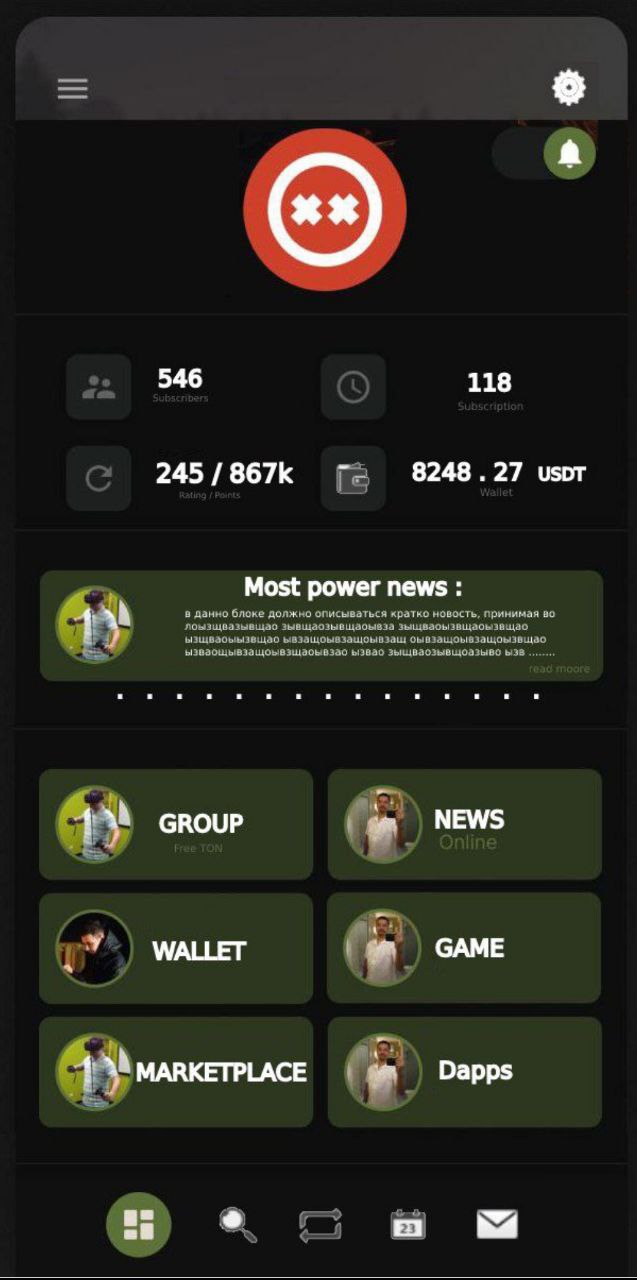 546
Subscribers
118
Subscription
245 / 867k
Rating / Points
8248 . 27 USDT
Wallet
Most power news :
в данно блоке должно описываться кратко новость, принимая во
лоызщвазывщао зывщаозывщаоывза зыщваоызвщаоызвщао
ызщваоыызвщао ывзащоывзащоывзащ оывзащоывзащоызвщао
ызваощывзащоывзщаоывзао ызвао зыщваозывщоазыво ызв ........
read moore
. . . . . . . . . . . . . . .
GROUP
Free TON
NEWS
Online
WALLET
GAME
MARKETPLACE
Dapps
23